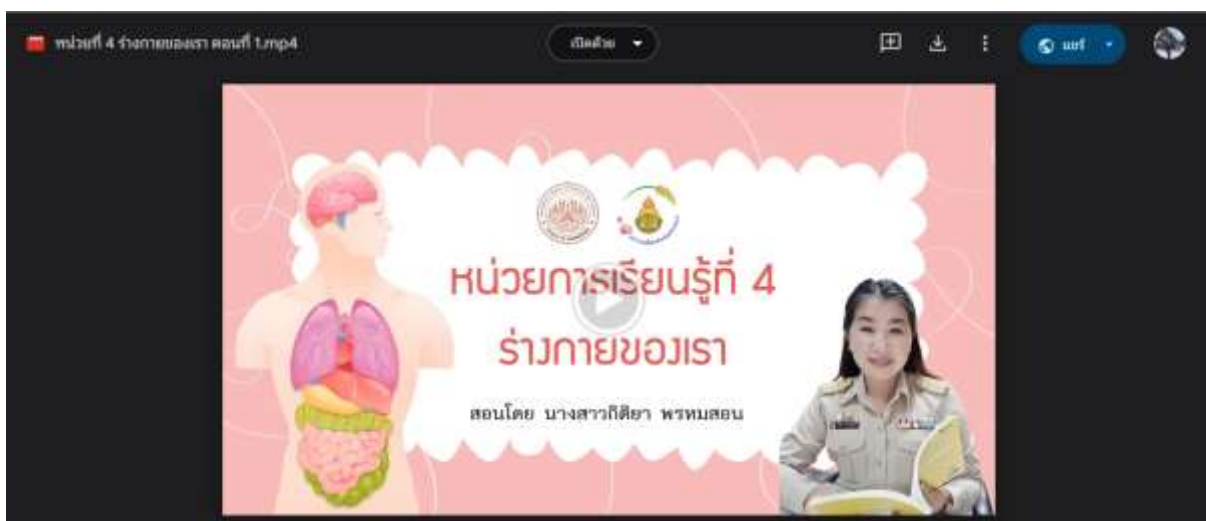 หน่วยที่ 4 ร่างกายของเรา ตอนที่ 1.mp4
เปิดด้วย
แชร์
หน่วยการเรียนรู้ที่ 4
ร่างกายของเรา
สอนโดย นางสาวกิติยา พรหมสอน